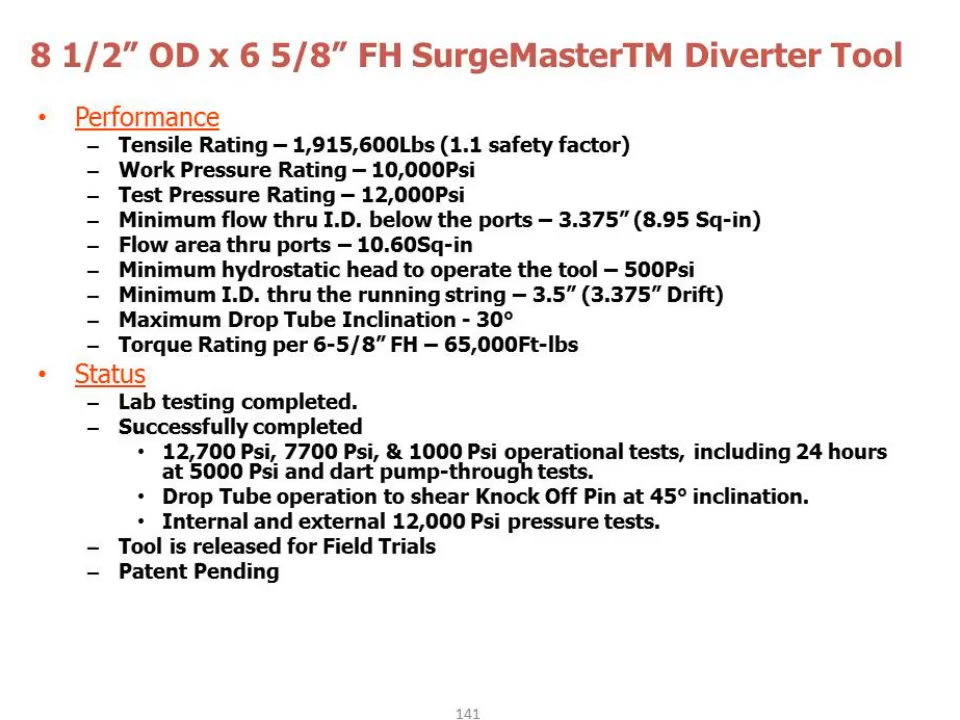 8 1/2” OD x 6 5/8” FH SurgeMasterTM Diverter Tool
• Performance
– Tensile Rating – 1,915,600Lbs (1.1 safety factor)
– Work Pressure Rating – 10,000Psi
– Test Pressure Rating – 12,000Psi
– Minimum flow thru I.D. below the ports – 3.375” (8.95 Sq-in)
– Flow area thru ports – 10.60Sq-in
– Minimum hydrostatic head to operate the tool – 500Psi
– Minimum I.D. thru the running string – 3.5” (3.375” Drift)
– Maximum Drop Tube Inclination - 30°
– Torque Rating per 6-5/8” FH – 65,000Ft-lbs
• Status
– Lab testing completed.
– Successfully completed
• 12,700 Psi, 7700 Psi, & 1000 Psi operational tests, including 24 hours
at 5000 Psi and dart pump-through tests.
• Drop Tube operation to shear Knock Off Pin at 45° inclination.
• Internal and external 12,000 Psi pressure tests.
– Tool is released for Field Trials
– Patent Pending
141